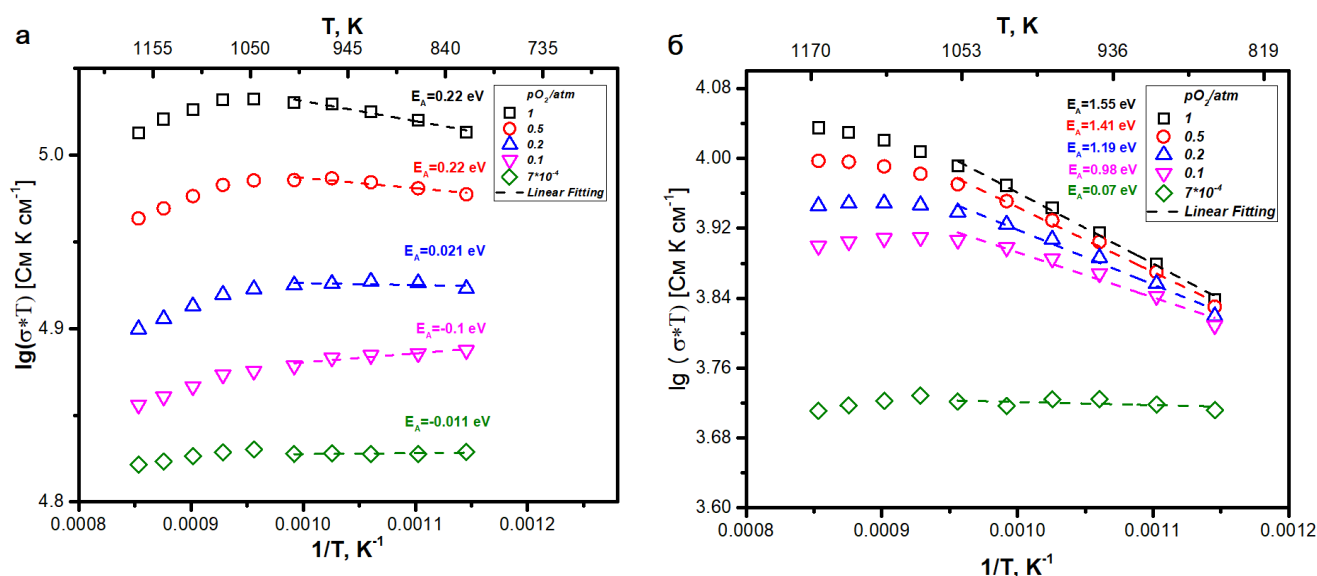 а
T, K
1155 1050 945 840 735
lg(σ*T) [См К см⁻¹)
5.0
4.9
4.8
E_A=0.22 eV
E_A=0.22 eV
E_A=0.021 eV
E_A=-0.1 eV
E_A=-0.011 eV
pO₂/atm
1
0.5
0.2
0.1
7*10⁻⁴
Linear Fitting
0.0008 0.0009 0.0010 0.0011 0.0012
1/T, K⁻¹
б
T, K
1170 1053 936 819
lg ( σ*T) [См К см⁻¹)
4.08
4.00
3.92
3.84
3.76
3.68
3.60
E_A=1.55 eV
E_A=1.41 eV
E_A=1.19 eV
E_A=0.98 eV
E_A=0.07 eV
pO₂/atm
1
0.5
0.2
0.1
7*10⁻⁴
Linear Fitting
0.0008 0.0009 0.0010 0.0011 0.0012
1/T, K⁻¹